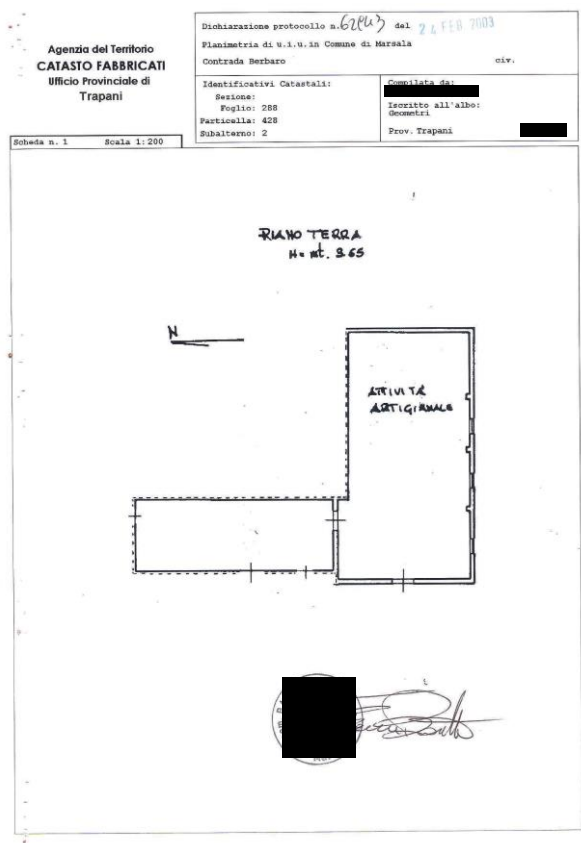 Agenzia del Territorio
CATASTO FABBRICATI
Ufficio Provinciale di
Trapani
Dichiarazione protocollo n. del 24 FEB. 2003
Planimetria di u.i.u.in Comune di Marsala
Contrada Berbaro civ.
Identificativi Catastali:
Sezione:
Foglio: 288
Particella: 428
Subalterno: 2
Compilata da:
Iscritto all'albo:
Geometri
Prov. Trapani
Scheda n. 1 Scala 1:200
PIANO TERRA
H= mt. 3.65
N
ATTIVITÀ
ARTIGIANALE